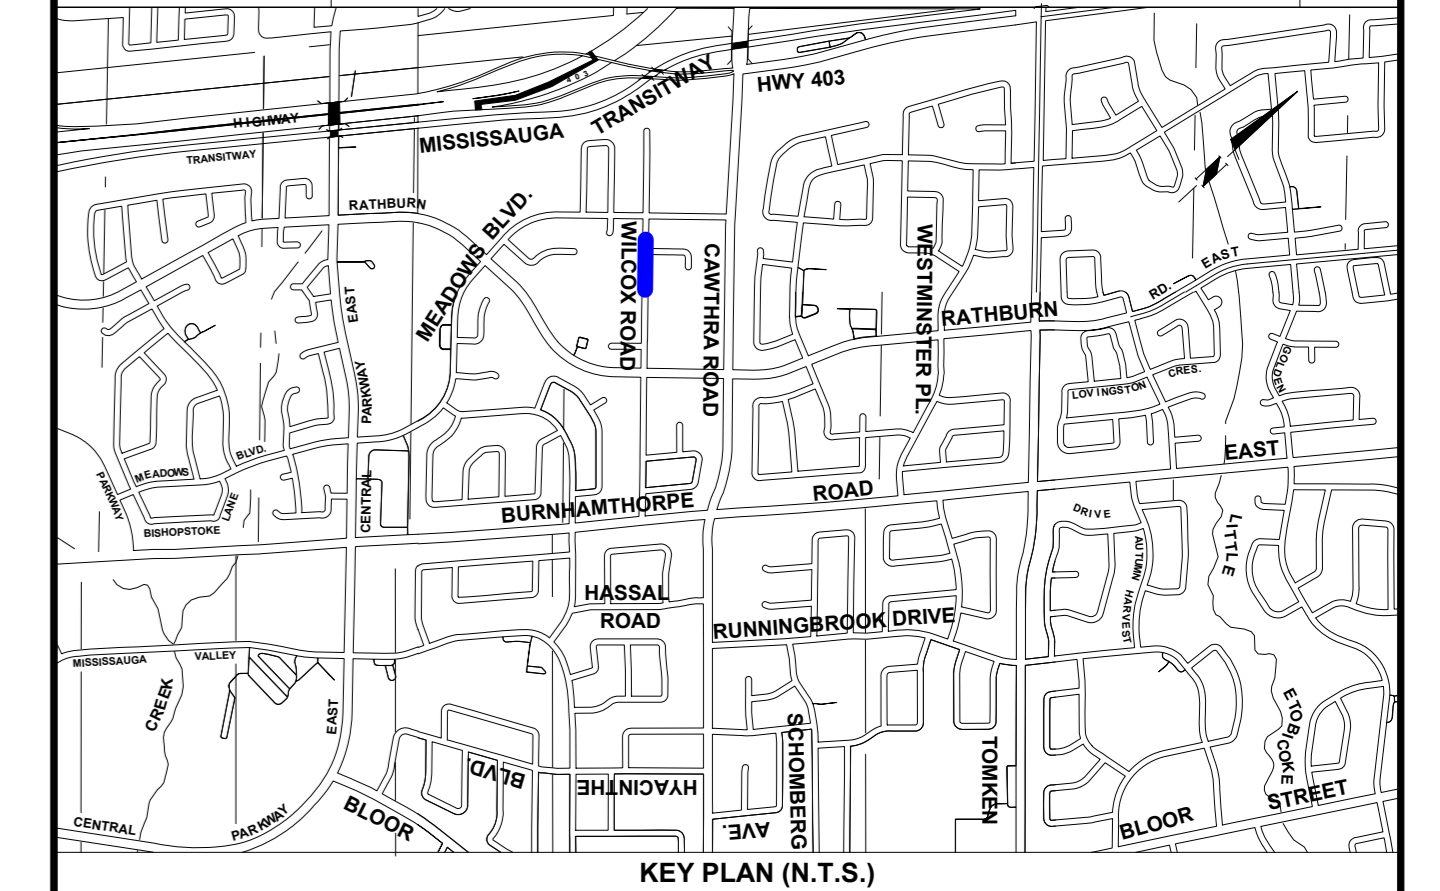 HWY 403
403
TRANSITWAY
HIGHWAY
MISSISSAUGA
TRANSITWAY
RATHBURN
MEADOWS BLVD.
WILCOX ROAD
CAWTHRA ROAD
WESTMINSTER PL.
EAST
RD.
RATHBURN
EAST
GOLDEN
PARKWAY
CRES.
LOVINGSTON
BLVD.
MEADOWS
PARKWAY
LANE
CENTRAL
BISHOPSTOKE
BURNHAMTHORPE
ROAD
EAST
DRIVE
LITTLE
AUTUMN HARVEST
HASSAL
ROAD
RUNNINGBROOK DRIVE
MISSISSAUGA
VALLEY
CREEK
EAST
ETOBICOKE
SCHOMBERG
TOMKEN
BLVD.
HYACINTHE
STREET
BLOOR
BLOOR
AVE.
CENTRAL
PARKWAY
KEY PLAN (N.T.S.)